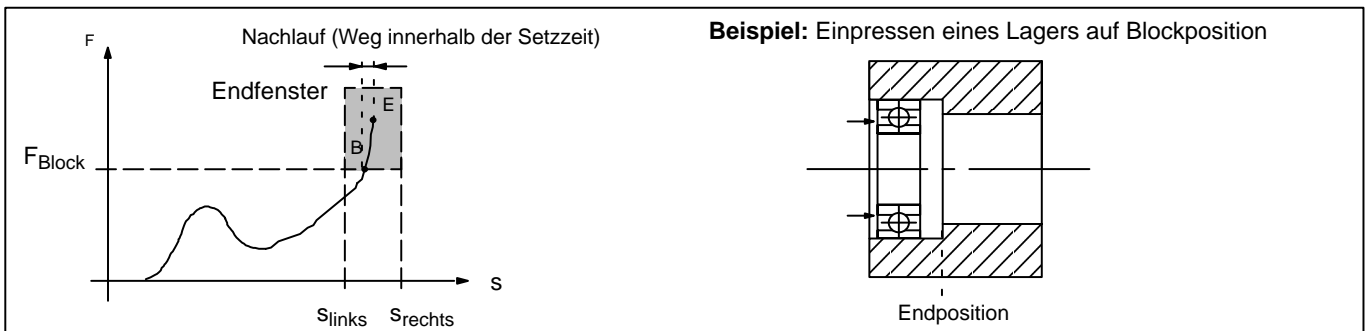 F
Nachlauf (Weg innerhalb der Setzzeit)
Endfenster
E
B
FBlock
s
slinks
srechts
Beispiel: Einpressen eines Lagers auf Blockposition
Endposition